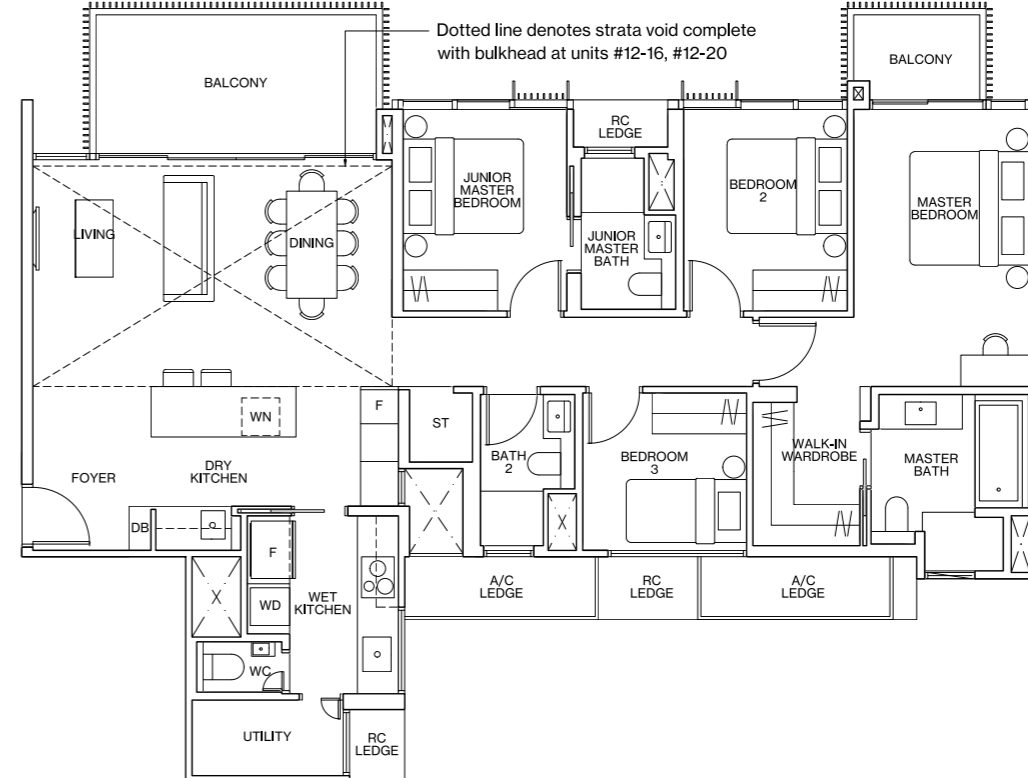 Dotted line denotes strata void complete
with bulkhead at units #12-16, #12-20
BALCONY
BALCONY
RC
LEDGE
JUNIOR
MASTER
BEDROOM
BEDROOM
2
MASTER
BEDROOM
LIVING
DINING
JUNIOR
MASTER
BATH
WN
F
ST
FOYER
DRY
KITCHEN
BATH
2
BEDROOM
3
WALK-IN
WARDROBE
MASTER
BATH
DB
F
WD
WET
KITCHEN
A/C
LEDGE
RC
LEDGE
A/C
LEDGE
WC
UTILITY
RC
LEDGE